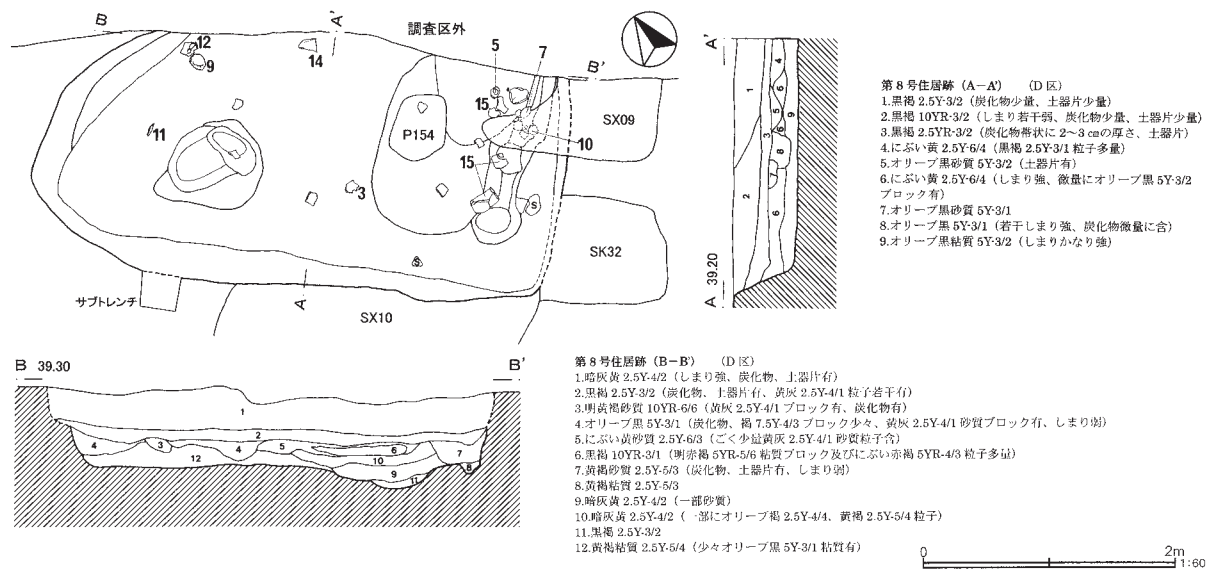 B
A'
調査区外
12
9
14
5
7
B'
15
SX09
P154
10
11
15
3
S
S
SK32
サブトレンチ
A
SX10
A'
1
4
6
5
3
9
8
7
2
6
39.20
A
第8号住居跡（A－A'）　（D区）
1.黒褐 2.5Y-3/2（炭化物少量、土器片少量）
2.黒褐 10YR-3/2（しまり若干弱、炭化物少量、土器片少量）
3.黒褐 2.5YR-3/2（炭化物帯状に 2～3 ㎝の厚さ、土器片）
4.にぶい黄 2.5Y-6/4（黒褐 2.5Y-3/1 粒子多量）
5.オリーブ黒砂質 5Y-3/2（土器片有）
6.にぶい黄 2.5Y-6/4（しまり強、微量にオリーブ黒 5Y-3/2
ブロック有）
7.オリーブ黒砂質 5Y-3/1
8.オリーブ黒 5Y-3/1（若干しまり強、炭化物微量に含）
9.オリーブ黒粘質 5Y-3/2（しまりかなり強）
B 39.30 B'
1
2
4
3
4
5
6
7
12
10
9
8
11
第8号住居跡（B－B'）　（D区）
1.暗灰黄 2.5Y-4/2（しまり強、炭化物、土器片有）
2.黒褐 2.5Y-3/2（炭化物、土器片有、黄灰 2.5Y-4/1 粒子若干有）
3.明黄褐砂質 10YR-6/6（黄灰 2.5Y-4/1 ブロック有、炭化物有）
4.オリーブ黒 5Y-3/1（炭化物、褐 7.5Y-4/3 ブロック少々、黄灰 2.5Y-4/1 砂質ブロック有、しまり弱）
5.にぶい黄砂質 2.5Y-6/3（ごく少量黄灰 2.5Y-4/1 砂質粒子含）
6.黒褐 10YR-3/1（明赤褐 5YR-5/6 粘質ブロック及びにぶい赤褐 5YR-4/3 粒子多量）
7.黄褐砂質 2.5Y-5/3（炭化物、土器片有、しまり弱）
8.黄褐粘質 2.5Y-5/3
9.暗灰黄 2.5Y-4/2（一部砂質）
10.暗灰黄 2.5Y-4/2（一部にオリーブ褐 2.5Y-4/4、黄褐 2.5Y-5/4 粒子）
11.黒褐 2.5Y-3/2
12.黄褐粘質 2.5Y-5/4（少々オリーブ黒 5Y-3/1 粘質有）
0 2m
1:60